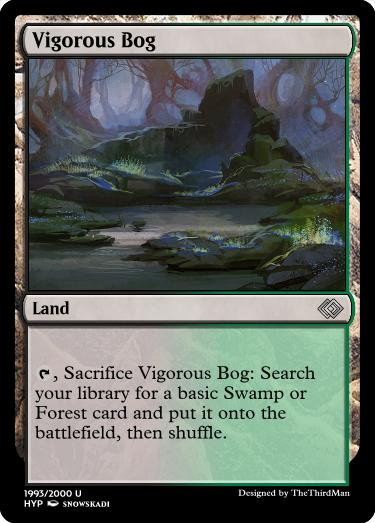 Vigorous Bog
Land
, Sacrifice Vigorous Bog: Search
your library for a basic Swamp or
Forest card and put it onto the
battlefield, then shuffle.
1993/2000 U
HYP SNOWSKADI
Designed by TheThirdMan